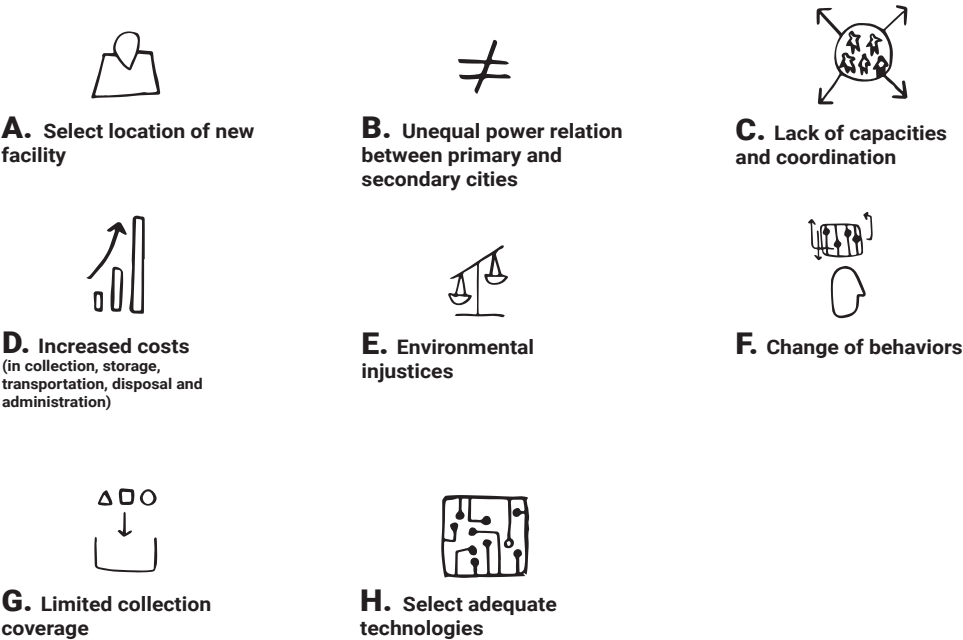 A. Select location of new
facility
B. Unequal power relation
between primary and
secondary cities
C. Lack of capacities
and coordination
D. Increased costs
(in collection, storage,
transportation, disposal and
administration)
E. Environmental
injustices
F. Change of behaviors
G. Limited collection
coverage
H. Select adequate
technologies